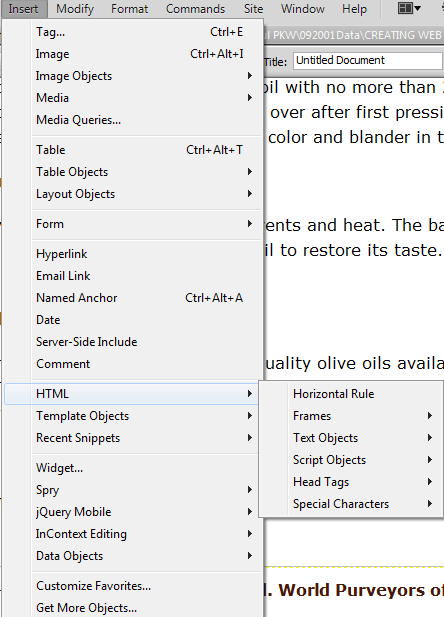 Insert Modify Format Commands Site Window Help
PKW\092001Data\CREATING WEB
Title: Untitled Document
Tag... Ctrl+E
Image Ctrl+Alt+I
Image Objects
Media
Media Queries...
Table Ctrl+Alt+T
Table Objects
Layout Objects
Form
Hyperlink
Email Link
Named Anchor Ctrl+Alt+A
Date
Server-Side Include
Comment
HTML
Template Objects
Recent Snippets
Widget...
Spry
jQuery Mobile
InContext Editing
Data Objects
Customize Favorites...
Get More Objects...
Horizontal Rule
Frames
Text Objects
Script Objects
Head Tags
Special Characters
oil with no more than
over after first pressi
color and blander in t
ents and heat. The ba
il to restore its taste.
uality olive oils availa
l. World Purveyors of